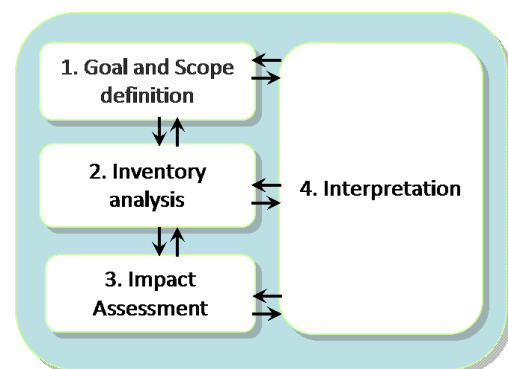 1. Goal and Scope
definition
2. Inventory
analysis
3. Impact
Assessment
4. Interpretation